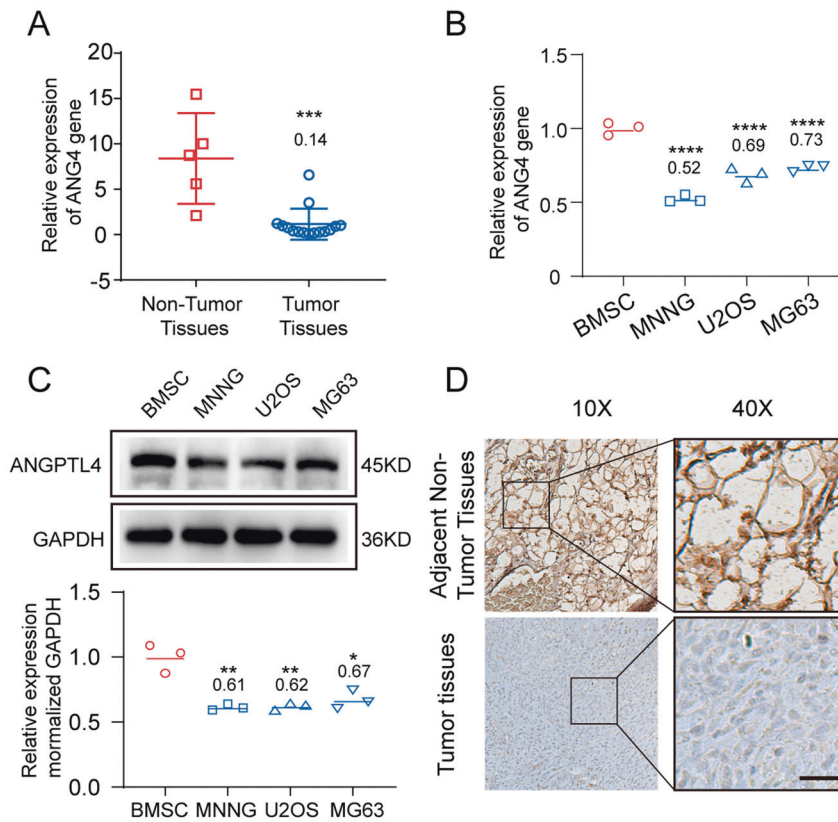 A
Relative expression
of ANG4 gene
20
15
10
5
0
-5
***
0.14
Non-Tumor
Tissues
Tumor
Tissues
B
Relative expression
of ANG4 gene
1.5
1.0
0.5
0
****
0.52
****
0.69
****
0.73
BMSC
MNNG
U2OS
MG63
C
BMSC
MNNG
U2OS
MG63
ANGPTL4
45KD
GAPDH
36KD
Relative expression
mormalized GAPDH
1.5
1.0
0.5
0.0
**
0.61
**
0.62
*
0.67
BMSC MNNG U2OS MG63
D
10X
40X
Adjacent Non-
Tumor Tissues
Tumor tissues